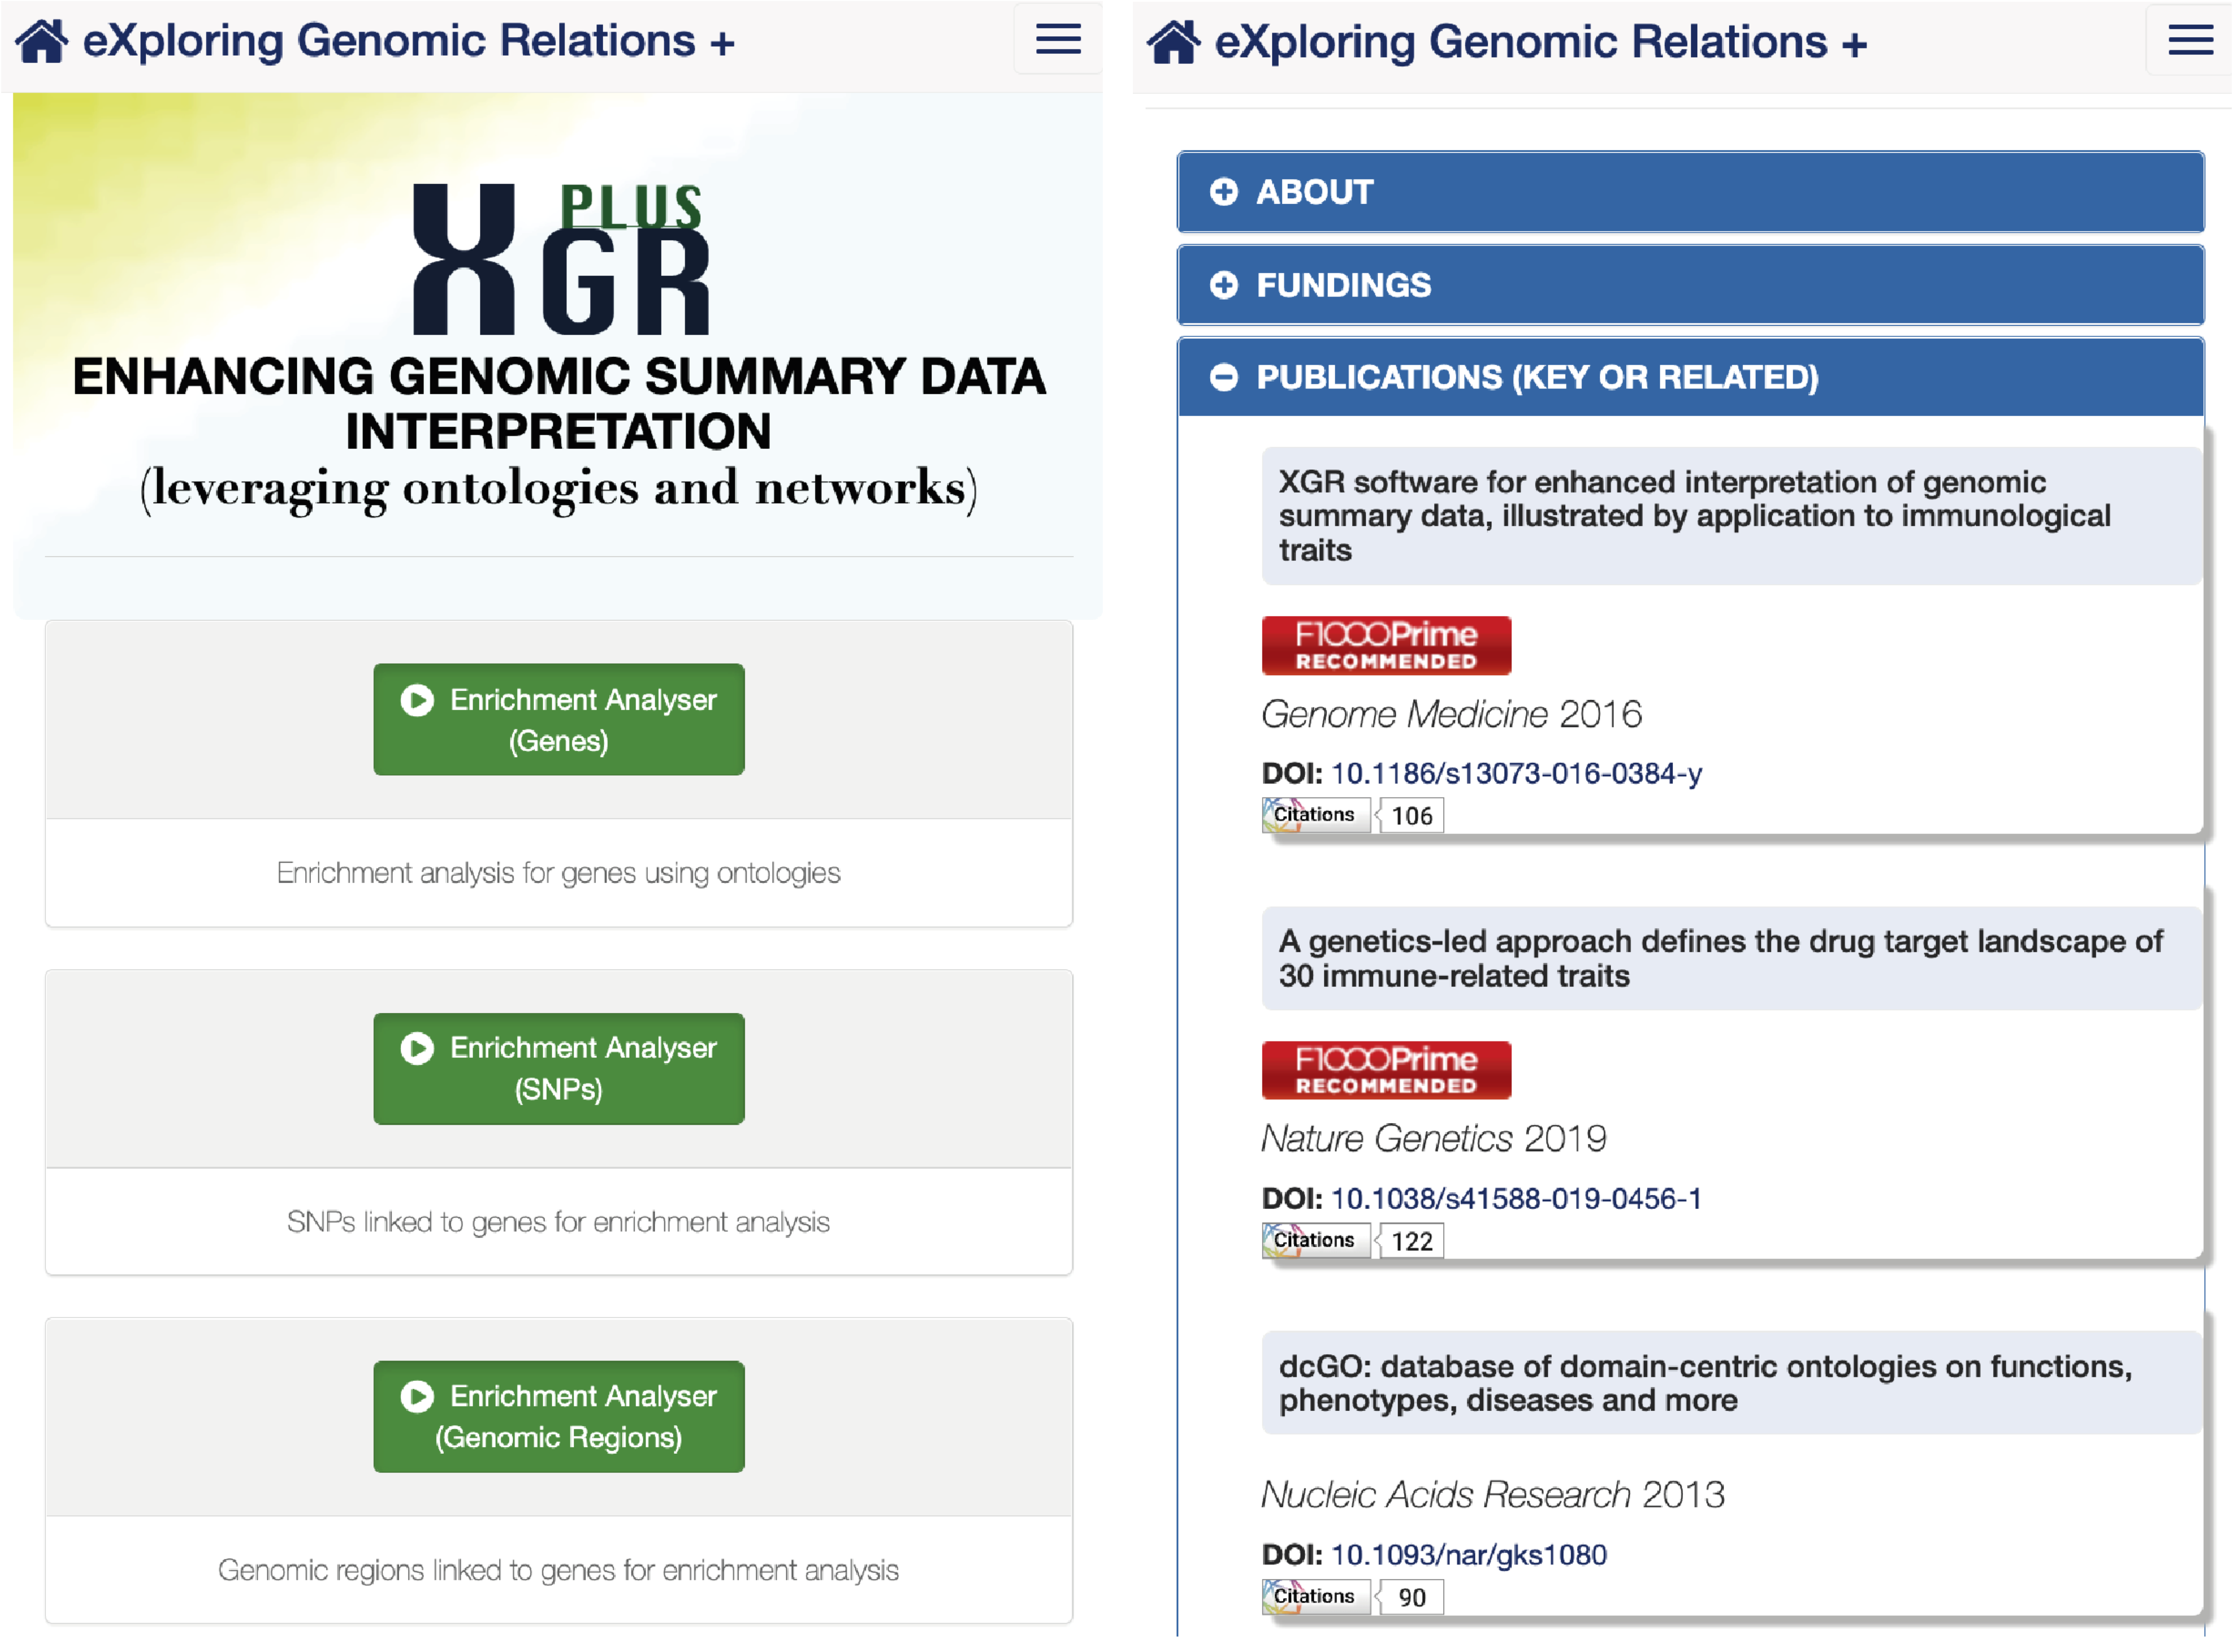 eXploring Genomic Relations +
X PLUS GR
ENHANCING GENOMIC SUMMARY DATA
INTERPRETATION
(leveraging ontologies and networks)
Enrichment Analyser
(Genes)
Enrichment analysis for genes using ontologies
Enrichment Analyser
(SNPs)
SNPs linked to genes for enrichment analysis
Enrichment Analyser
(Genomic Regions)
Genomic regions linked to genes for enrichment analysis
eXploring Genomic Relations +
ABOUT
FUNDINGS
PUBLICATIONS (KEY OR RELATED)
XGR software for enhanced interpretation of genomic
summary data, illustrated by application to immunological
traits
F1000Prime
RECOMMENDED
Genome Medicine 2016
DOI: 10.1186/s13073-016-0384-y
Citations 106
A genetics-led approach defines the drug target landscape of
30 immune-related traits
F1000Prime
RECOMMENDED
Nature Genetics 2019
DOI: 10.1038/s41588-019-0456-1
Citations 122
dcGO: database of domain-centric ontologies on functions,
phenotypes, diseases and more
Nucleic Acids Research 2013
DOI: 10.1093/nar/gks1080
Citations 90